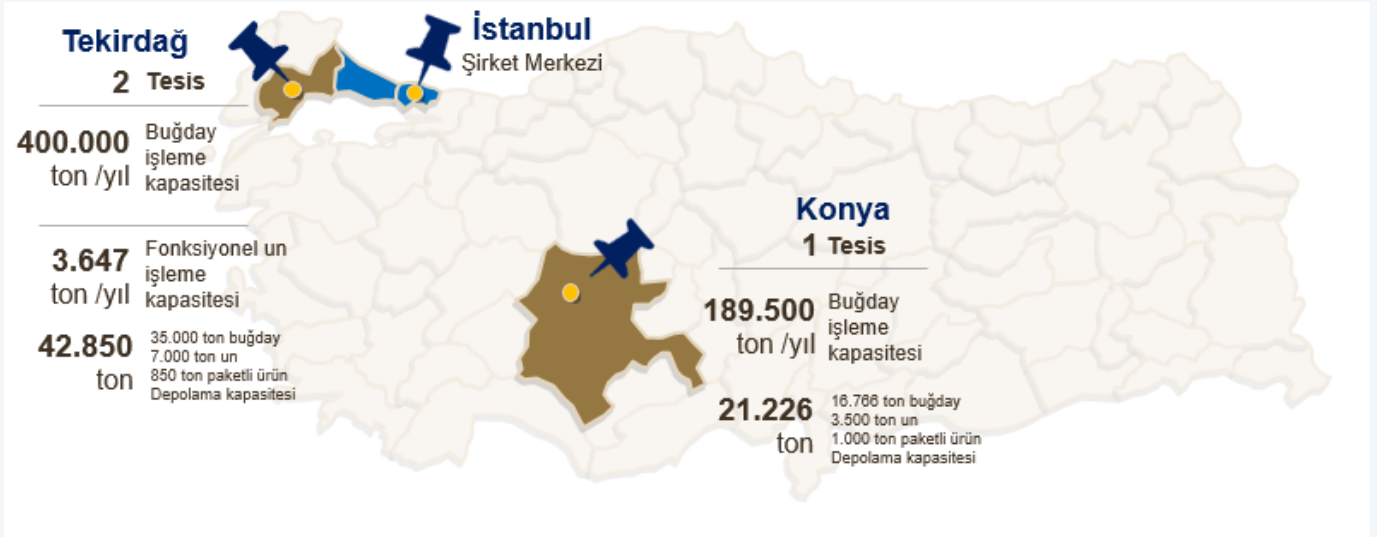 Tekirdağ
2 Tesis
400.000
ton /yıl
Buğday
işleme
kapasitesi
3.647
ton /yıl
Fonksiyonel un
işleme
kapasitesi
42.850
ton
35.000 ton buğday
7.000 ton un
850 ton paketli ürün
Depolama kapasitesi
İstanbul
Şirket Merkezi
Konya
1 Tesis
189.500
ton /yıl
Buğday
işleme
kapasitesi
21.226
ton
16.766 ton buğday
3.500 ton un
1.000 ton paketli ürün
Depolama kapasitesi